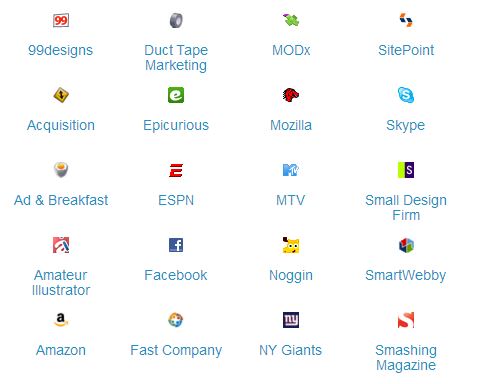 99designs
Duct Tape
Marketing
MODx
SitePoint
Acquisition
Epicurious
Mozilla
Skype
Ad & Breakfast
ESPN
MTV
Small Design
Firm
Amateur
Illustrator
Facebook
Noggin
SmartWebby
Amazon
Fast Company
NY Giants
Smashing
Magazine